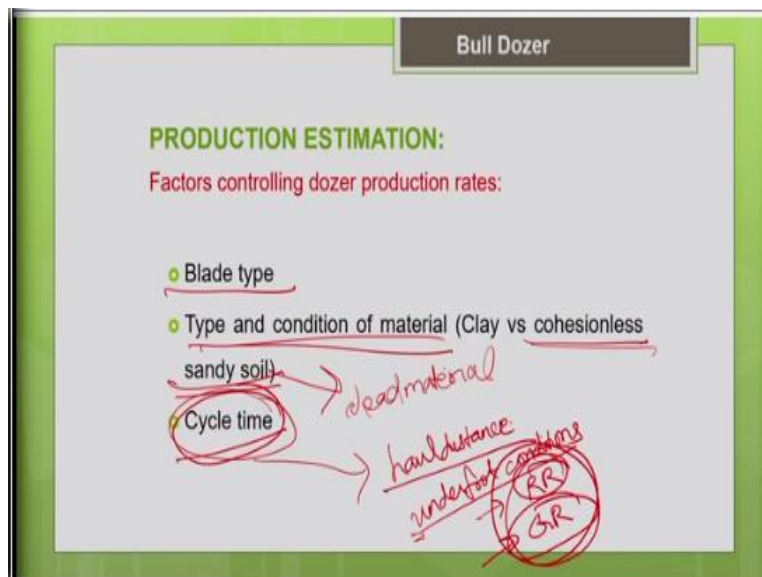 Bull Dozer
PRODUCTION ESTIMATION:
Factors controlling dozer production rates:
Blade type
Type and condition of material (Clay vs cohesionless
sandy soil)
dead material
Cycle time
haul distance
underfoot conditions
RR
GR